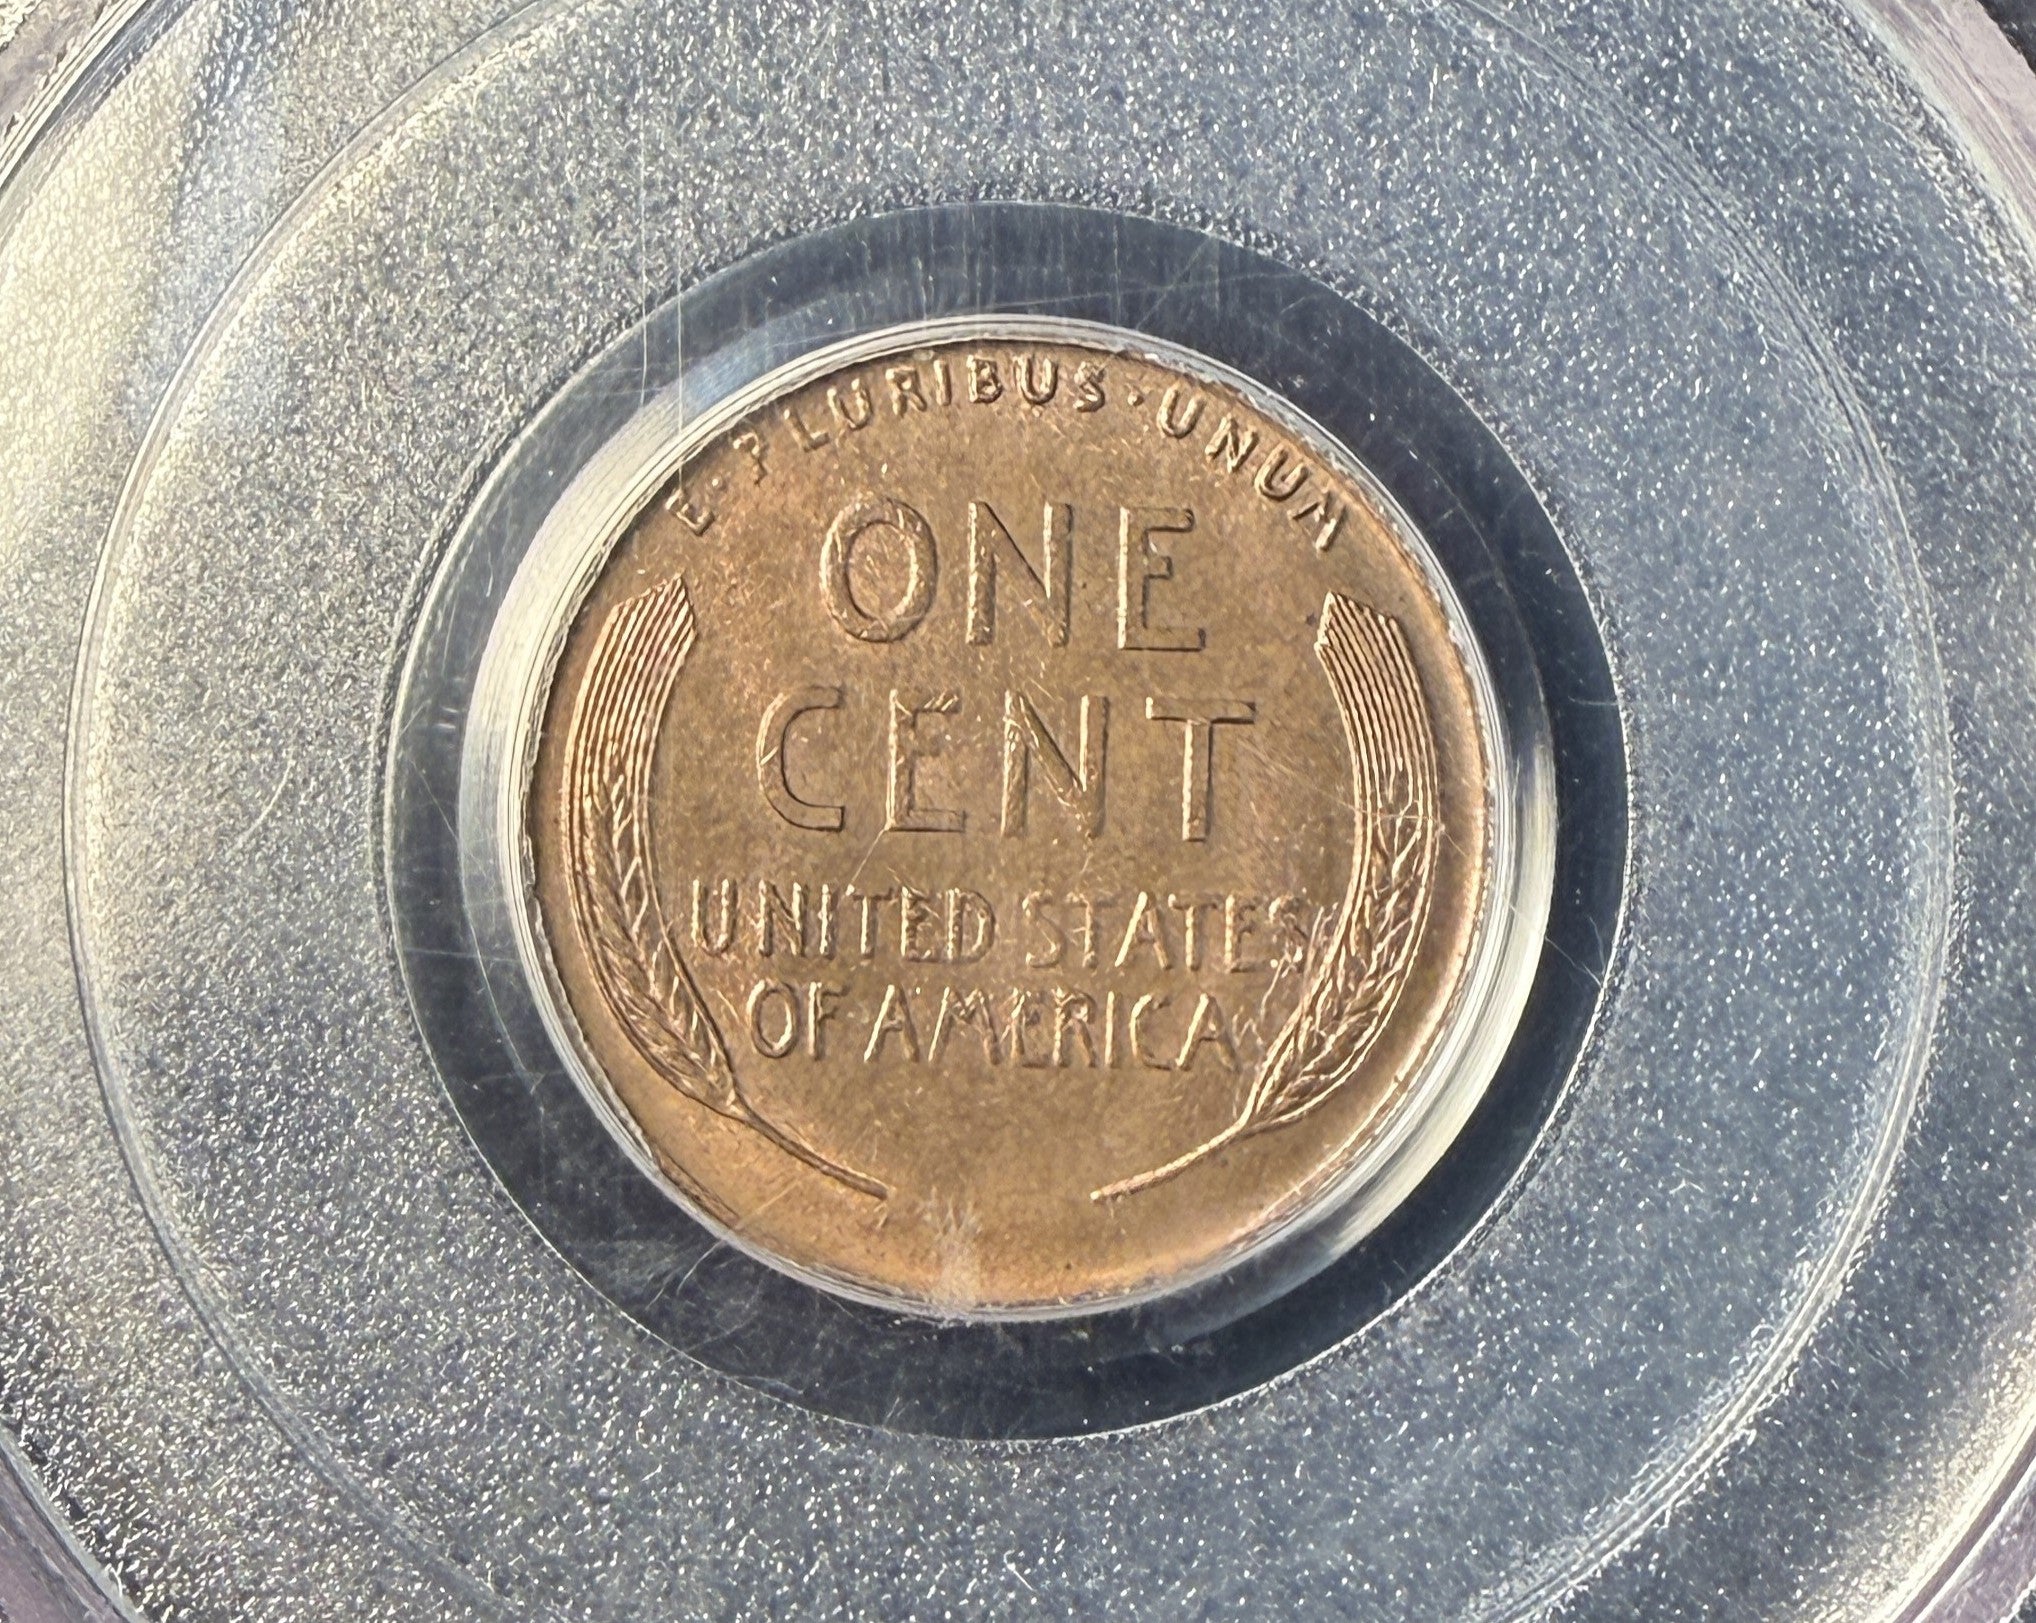 E·PLURIBUS·UNUM
ONE
CENT
UNITED STATES
OF AMERICA